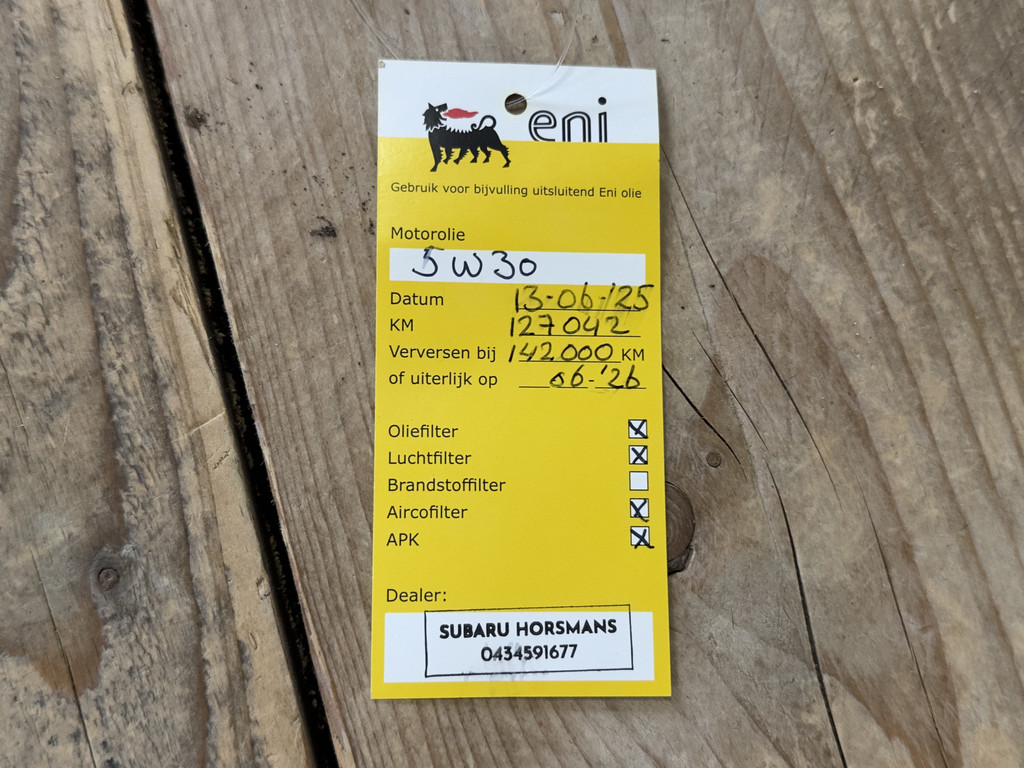 eni
Gebruik voor bijvulling uitsluitend Eni olie
Motorolie
5W30
Datum 13-06-'25
KM 127042
Verversen bij 142.000 KM
of uiterlijk op 06-'26
Oliefilter X
Luchtfilter X
Brandstoffilter
Aircofilter X
APK X
Dealer:
SUBARU HORSMANS
0434591677